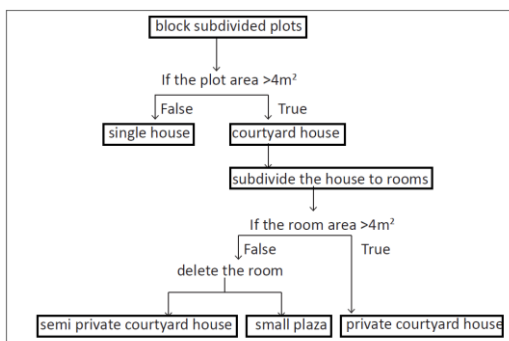 block subdivided plots
If the plot area >4m²
False
True
single house
courtyard house
subdivide the house to rooms
If the room area >4m²
False
True
delete the room
semi private courtyard house
small plaza
private courtyard house